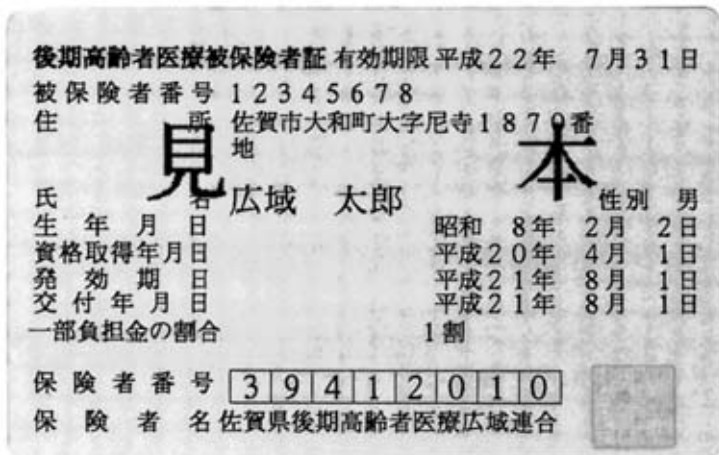 後期高齢者医療被保険者証 有効期限 平成22年 7月31日
被保険者番号 12345678
住所 佐賀市大和町大字尼寺1870番
地
見本
氏名 広域 太郎 性別 男
生年月日 昭和 8年 2月 2日
資格取得年月日 平成20年 4月 1日
発効期日 平成21年 8月 1日
交付年月日 平成21年 8月 1日
一部負担金の割合 1割
保険者番号 39412010
保険者名 佐賀県後期高齢者医療広域連合